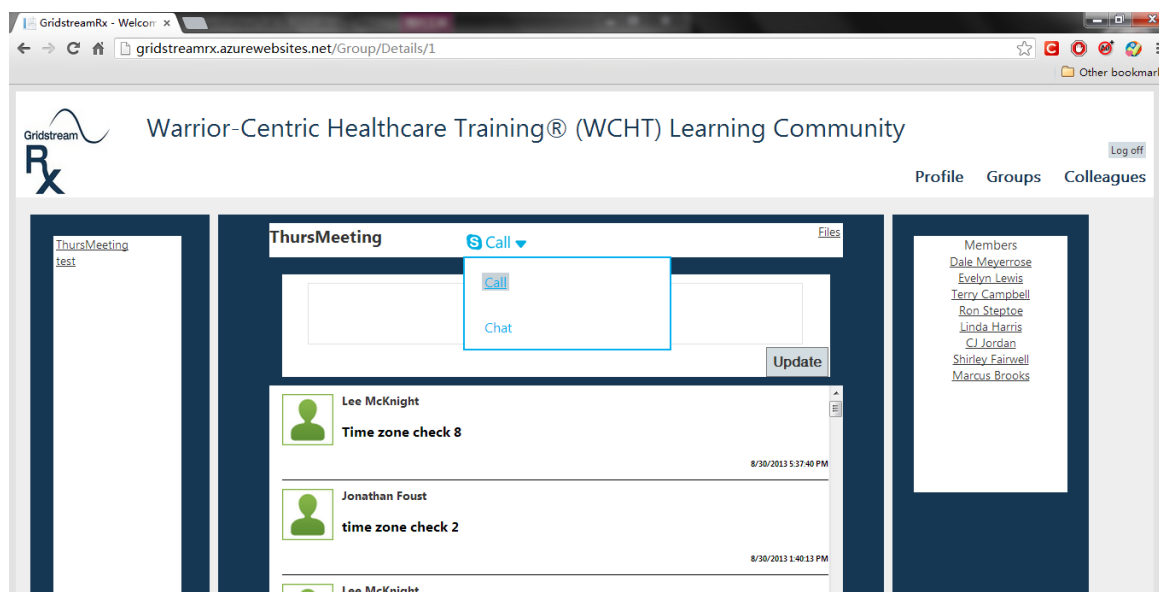 GridstreamRx - Welcom ×
gridstreamrx.azurewebsites.net/Group/Details/1
Other bookmar
Gridstream
Rx
Warrior-Centric Healthcare Training® (WCHT) Learning Community
Log off
Profile Groups Colleagues
ThursMeeting
test
ThursMeeting
Call
Files
Call
Chat
Update
Lee McKnight
Time zone check 8
8/30/2013 5:37:40 PM
Jonathan Foust
time zone check 2
8/30/2013 1:40:13 PM
Lee McKnight
Members
Dale Meyerrose
Evelyn Lewis
Terry Campbell
Ron Steptoe
Linda Harris
CJ Jordan
Shirley Fairwell
Marcus Brooks